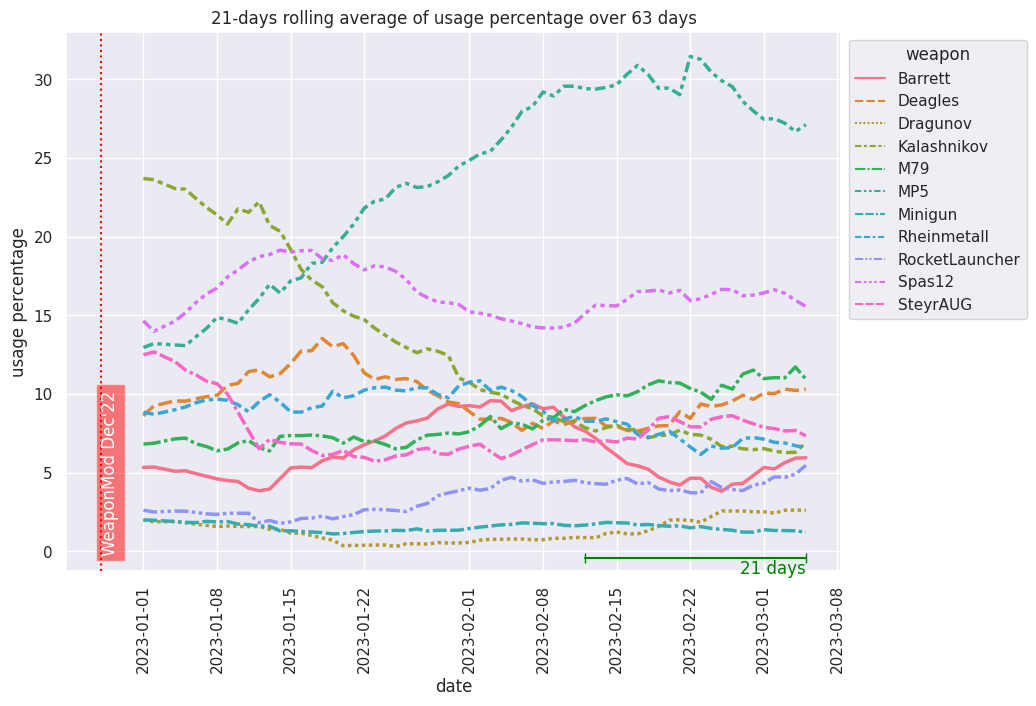 21-days rolling average of usage percentage over 63 days
usage percentage
30
25
20
15
10
5
0
WeaponMod Dec'22
21 days
2023-01-01
2023-01-08
2023-01-15
2023-01-22
2023-02-01
2023-02-08
2023-02-15
2023-02-22
2023-03-01
2023-03-08
date
weapon
Barrett
Deagles
Dragunov
Kalashnikov
M79
MP5
Minigun
Rheinmetall
RocketLauncher
Spas12
SteyrAUG